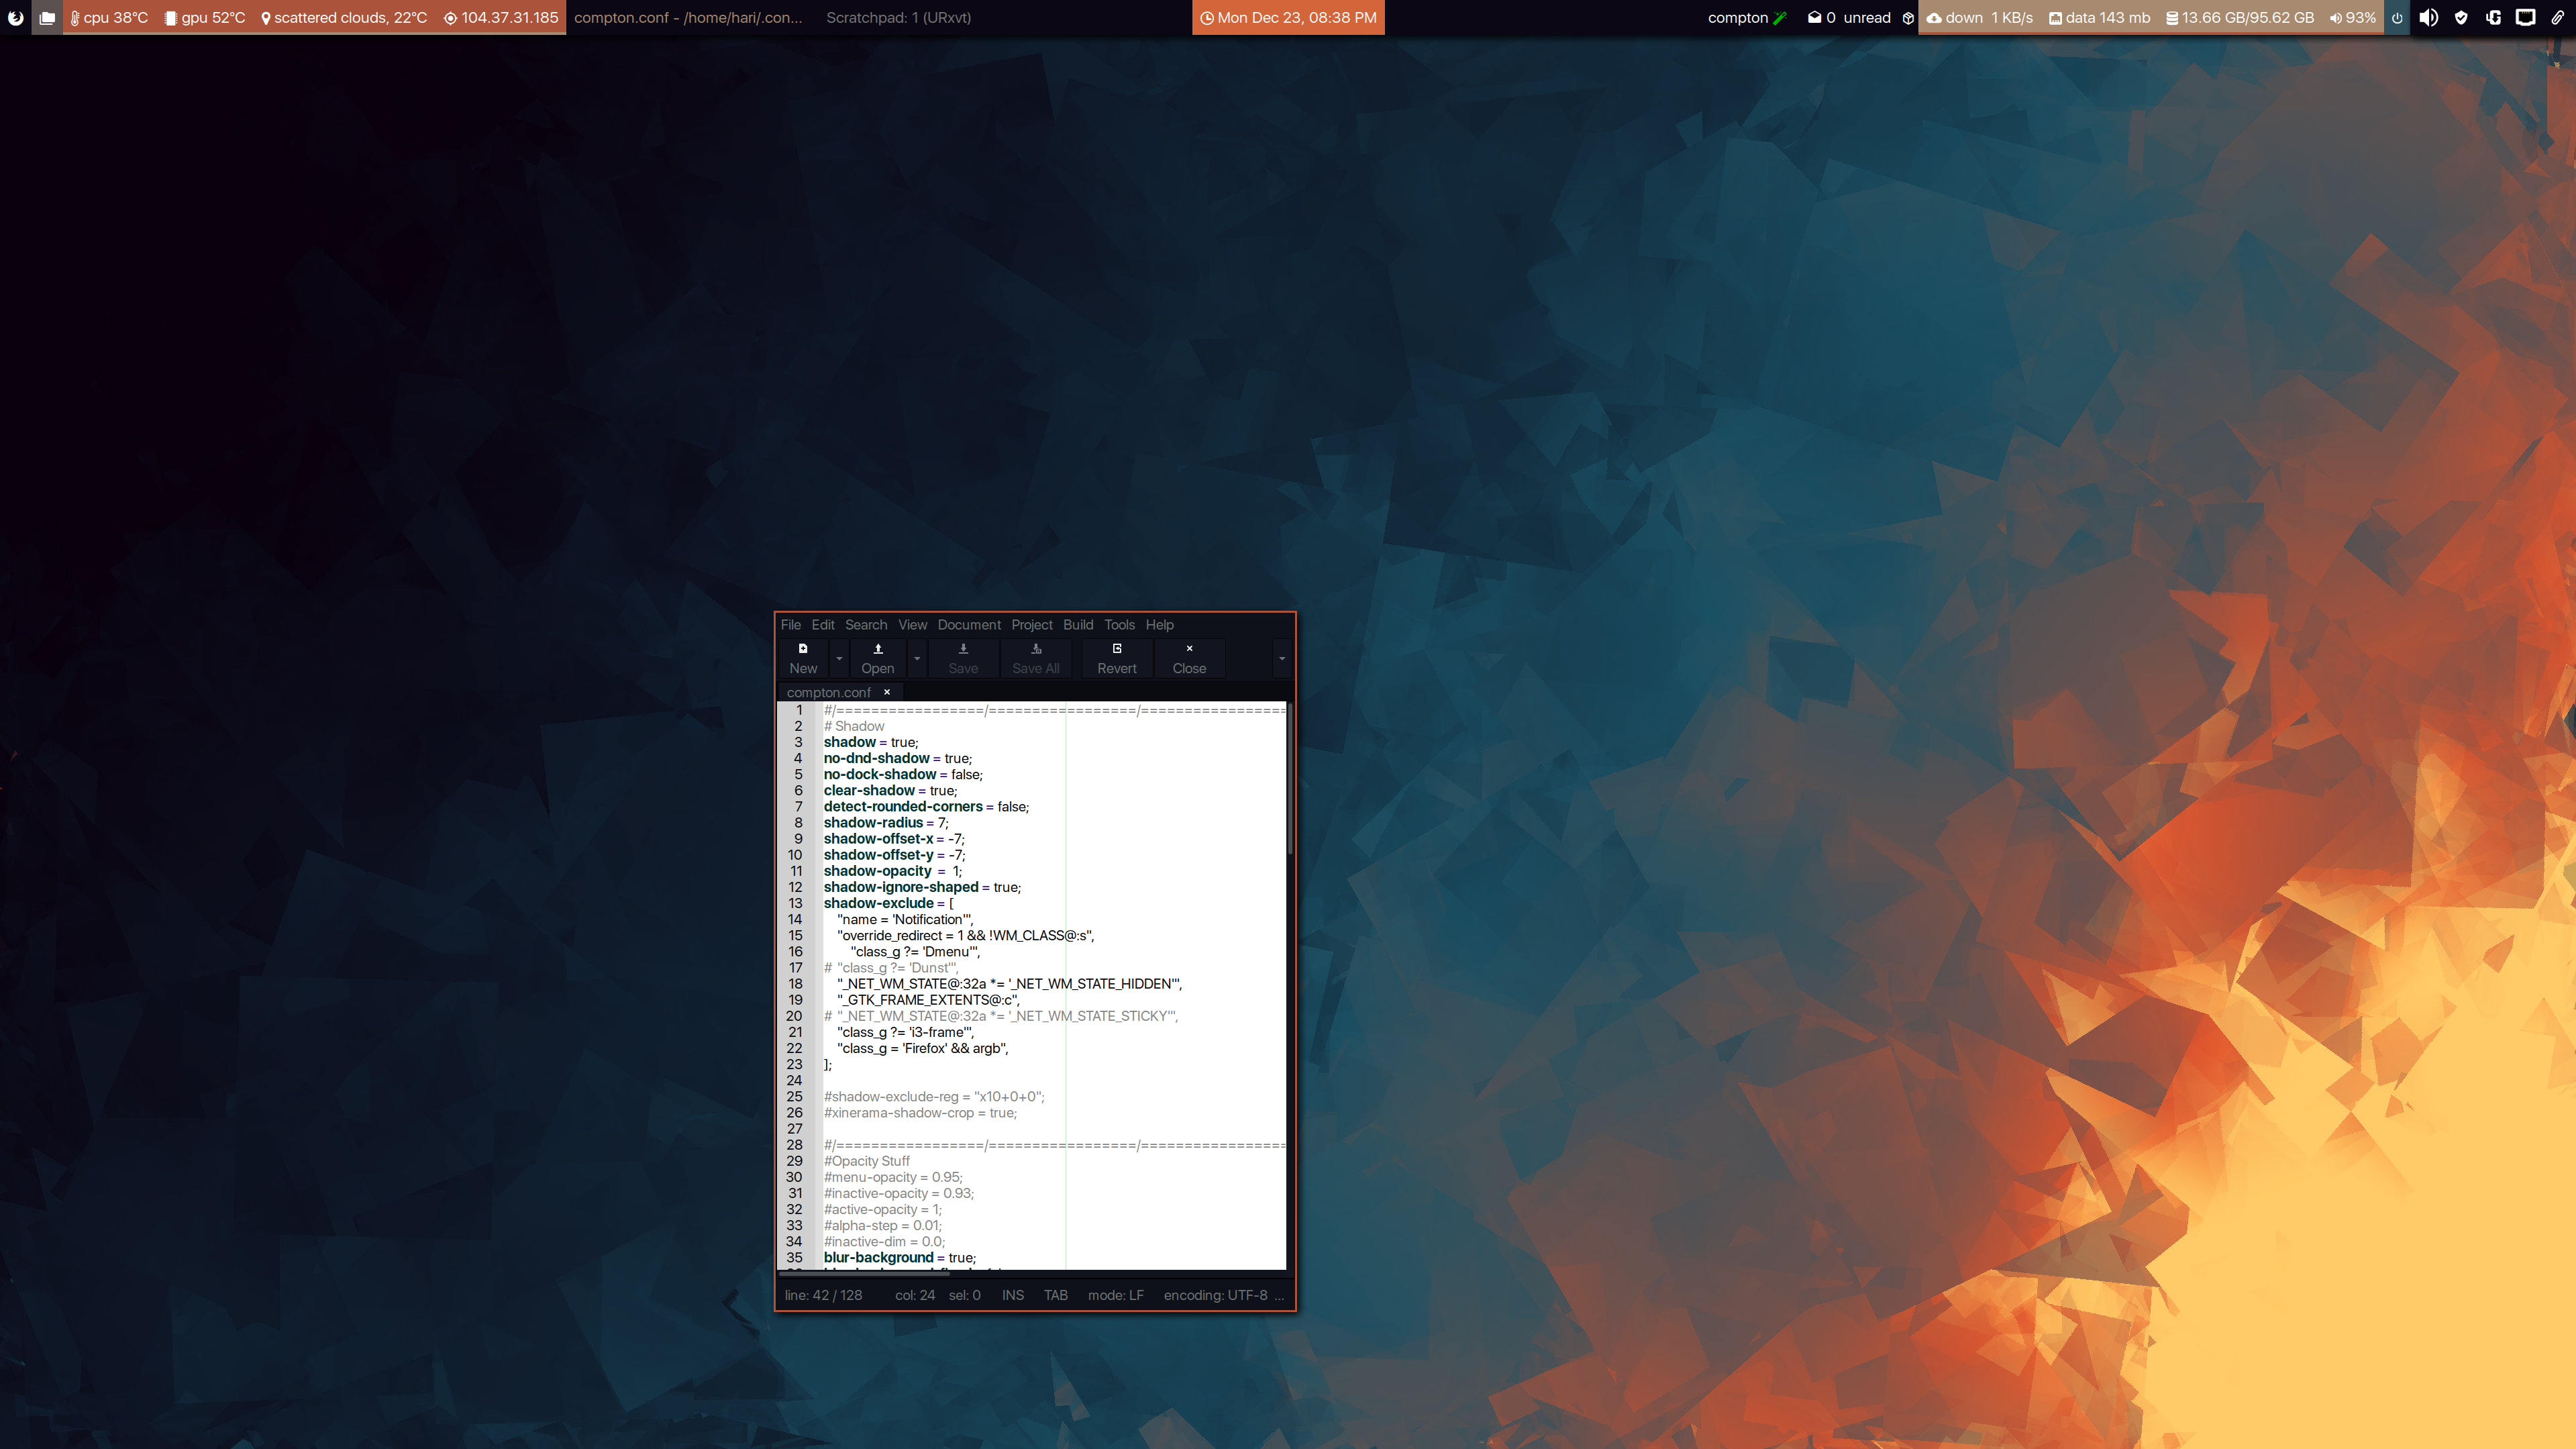 cpu 38°C gpu 52°C scattered clouds, 22°C 104.37.31.185 compton.conf - /home/hari/.con... Scratchpad: 1 (URxvt) Mon Dec 23, 08:38 PM compton 0 unread down 1 KB/s data 143 mb 13.66 GB/95.62 GB 93%
File Edit Search View Document Project Build Tools Help
New Open Save Save All Revert Close
compton.conf ×
1 #/=================/=================/=================
2 # Shadow
3 shadow = true;
4 no-dnd-shadow = true;
5 no-dock-shadow = false;
6 clear-shadow = true;
7 detect-rounded-corners = false;
8 shadow-radius = 7;
9 shadow-offset-x = -7;
10 shadow-offset-y = -7;
11 shadow-opacity = 1;
12 shadow-ignore-shaped = true;
13 shadow-exclude = [
14 "name = 'Notification'",
15 "override_redirect = 1 && !WM_CLASS@:s",
16 "class_g ?= 'Dmenu'",
17 # "class_g ?= 'Dunst'",
18 "_NET_WM_STATE@:32a *= '_NET_WM_STATE_HIDDEN'",
19 "_GTK_FRAME_EXTENTS@:c",
20 # "_NET_WM_STATE@:32a *= '_NET_WM_STATE_STICKY'",
21 "class_g ?= 'i3-frame'",
22 "class_g = 'Firefox' && argb",
23 ];
24
25 #shadow-exclude-reg = "x10+0+0";
26 #xinerama-shadow-crop = true;
27
28 #/=================/=================/=================
29 #Opacity Stuff
30 #menu-opacity = 0.95;
31 #inactive-opacity = 0.93;
32 #active-opacity = 1;
33 #alpha-step = 0.01;
34 #inactive-dim = 0.0;
35 blur-background = true;
line: 42 / 128 col: 24 sel: 0 INS TAB mode: LF encoding: UTF-8 ...